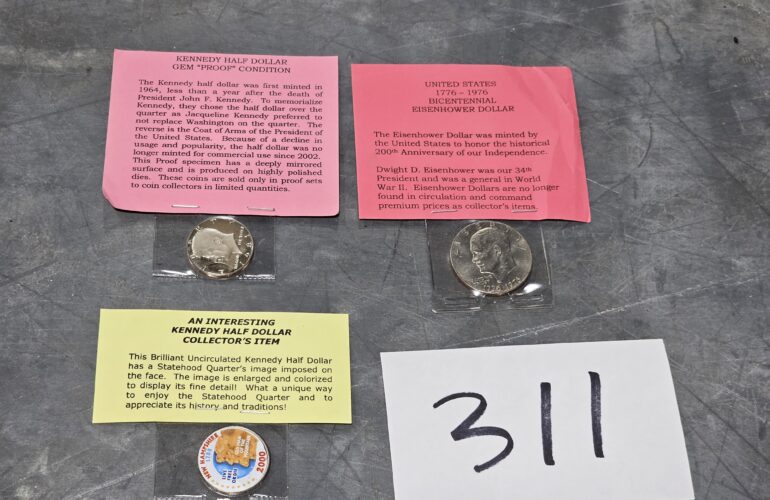 KENNEDY HALF DOLLAR
GEM "PROOF" CONDITION
The Kennedy half dollar was first minted in
1964, less than a year after the death of
President John F. Kennedy. To memorialize
Kennedy, they chose the half dollar over the
quarter as Jacqueline Kennedy preferred to
not replace Washington on the quarter. The
reverse is the Coat of Arms of the President of
the United States. Because of a decline in
usage and popularity, the half dollar was no
longer minted for commercial use since 2002.
This Proof specimen has a deeply mirrored
surface and is produced on highly polished
dies. These coins are sold only in proof sets
to coin collectors in limited quantities.
UNITED STATES
1776 - 1976
BICENTENNIAL
EISENHOWER DOLLAR
The Eisenhower Dollar was minted by
the United States to honor the historical
200th Anniversary of our Independence.
Dwight D. Eisenhower was our 34th
President and was a general in World
War II. Eisenhower Dollars are no longer
found in circulation and command
premium prices as collector's items.
AN INTERESTING
KENNEDY HALF DOLLAR
COLLECTOR'S ITEM
This Brilliant Uncirculated Kennedy Half Dollar
has a Statehood Quarter's image imposed on
the face. The image is enlarged and colorized
to display its fine detail! What a unique way
to enjoy the Statehood Quarter and to
appreciate its history and traditions!
NEW HAMPSHIRE
1788
LIVE
FREE
OR DIE
2000
311